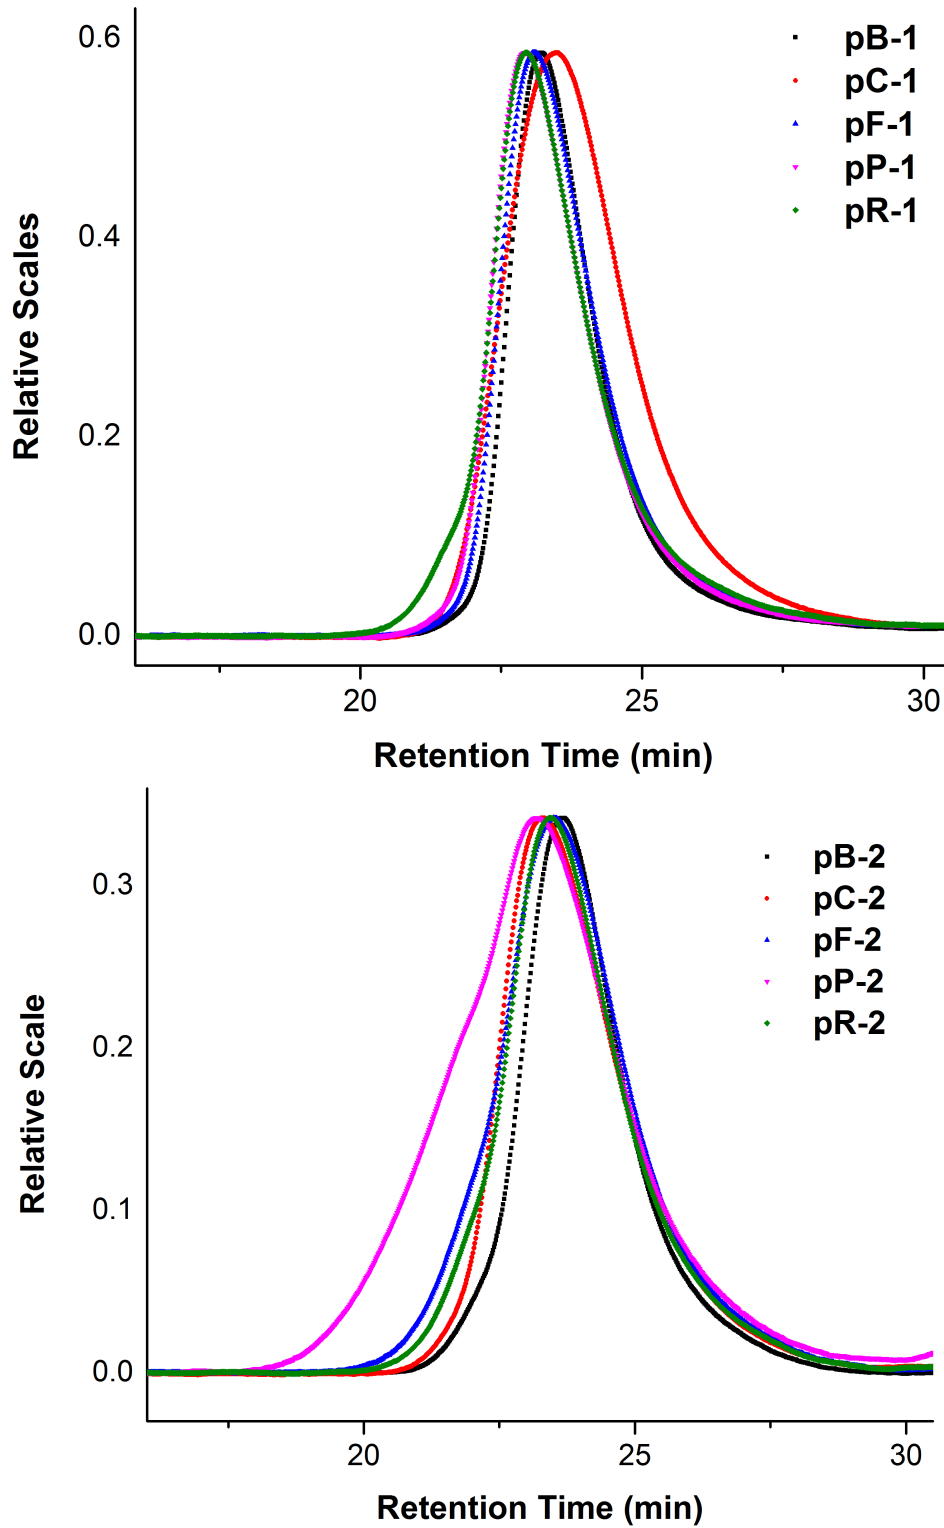 0.6
0.4
0.2
0.0
Relative Scales
pB-1
pC-1
pF-1
pP-1
pR-1
20 25 30
Retention Time (min)
0.3
0.2
0.1
0.0
Relative Scale
pB-2
pC-2
pF-2
pP-2
pR-2
20 25 30
Retention Time (min)